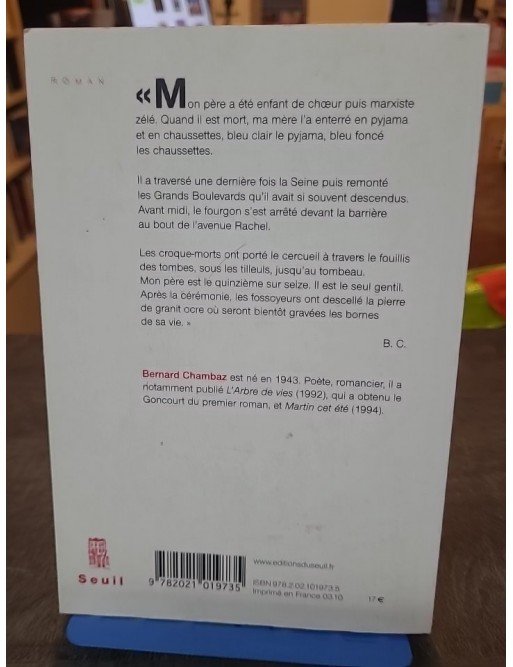 ROMAN
«Mon père a été enfant de chœur puis marxiste
zélé. Quand il est mort, ma mère l'a enterré en pyjama
et en chaussettes, bleu clair le pyjama, bleu foncé
les chaussettes.
Il a traversé une dernière fois la Seine puis remonté
les Grands Boulevards qu'il avait si souvent descendus.
Avant midi, le fourgon s'est arrêté devant la barrière
au bout de l'avenue Rachel.
Les croque-morts ont porté le cercueil à travers le fouillis
des tombes, sous les tilleuls, jusqu'au tombeau.
Mon père est le quinzième sur seize. Il est le seul gentil.
Après la cérémonie, les fossoyeurs ont descellé la pierre
de granit ocre où seront bientôt gravées les bornes
de sa vie. »
B. C.
Bernard Chambaz est né en 1943. Poète, romancier, il a
notamment publié L'Arbre de vies (1992), qui a obtenu le
Goncourt du premier roman, et Martin cet été (1994).
www.editionsduseuil.fr
Seuil
9 782021 019735
ISBN 978.2.02.101973.5
Imprimé en France 03.10
17 €